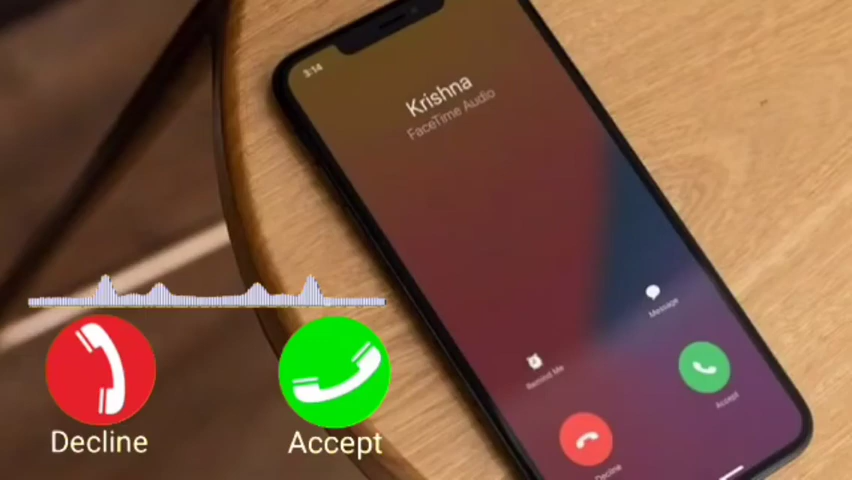 3:14
Krishna
FaceTime Audio
Message
Remind Me
Accept
Decline
Decline
Accept